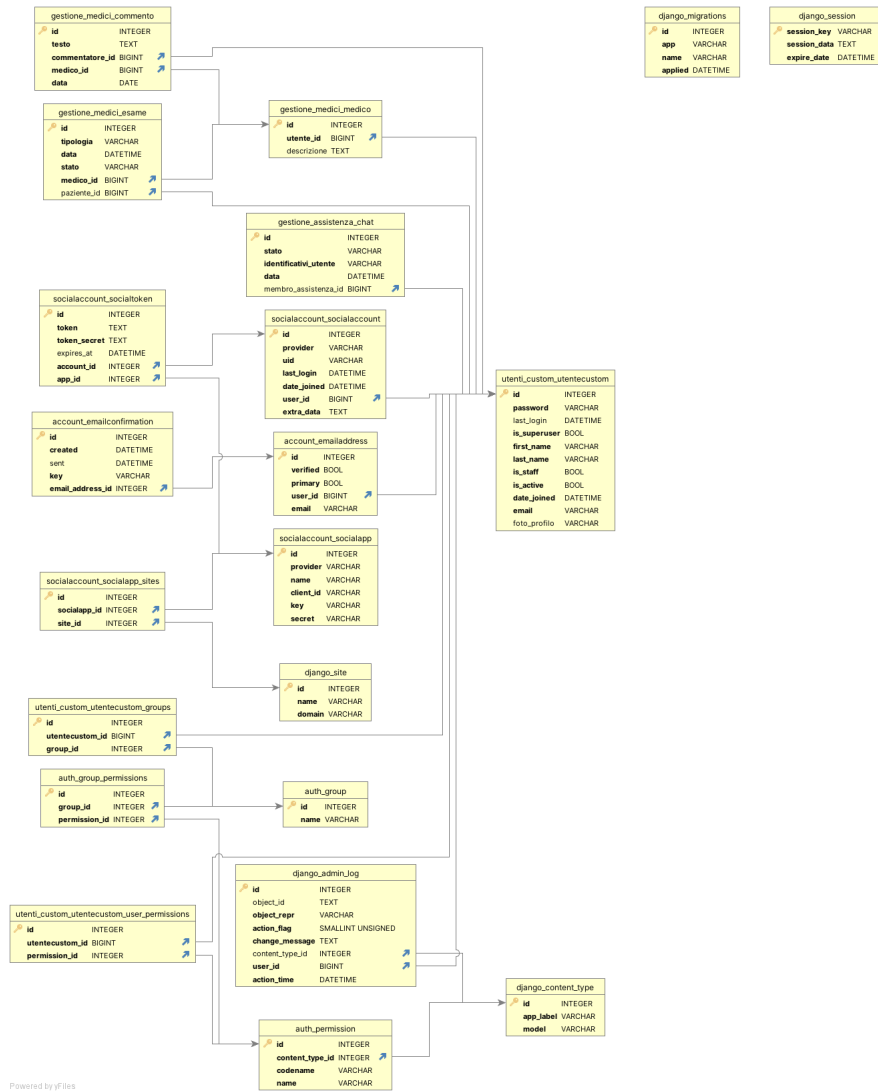 gestione_medici_commento
id INTEGER
testo TEXT
commentatore_id BIGINT
medico_id BIGINT
data DATE
django_migrations
id INTEGER
app VARCHAR
name VARCHAR
applied DATETIME
django_session
session_key VARCHAR
session_data TEXT
expire_date DATETIME
gestione_medici_esame
id INTEGER
tipologia VARCHAR
data DATETIME
stato VARCHAR
medico_id BIGINT
paziente_id BIGINT
gestione_medici_medico
id INTEGER
utente_id BIGINT
descrizione TEXT
gestione_assistenza_chat
id INTEGER
stato VARCHAR
identificativi_utente VARCHAR
data DATETIME
membro_assistenza_id BIGINT
socialaccount_socialtoken
id INTEGER
token TEXT
token_secret TEXT
expires_at DATETIME
account_id INTEGER
app_id INTEGER
socialaccount_socialaccount
id INTEGER
provider VARCHAR
uid VARCHAR
last_login DATETIME
date_joined DATETIME
user_id BIGINT
extra_data TEXT
utenti_custom_utentecustom
id INTEGER
password VARCHAR
last_login DATETIME
is_superuser BOOL
first_name VARCHAR
last_name VARCHAR
is_staff BOOL
is_active BOOL
date_joined DATETIME
email VARCHAR
foto_profilo VARCHAR
account_emailconfirmation
id INTEGER
created DATETIME
sent DATETIME
key VARCHAR
email_address_id INTEGER
account_emailaddress
id INTEGER
verified BOOL
primary BOOL
user_id BIGINT
email VARCHAR
socialaccount_socialapp
id INTEGER
provider VARCHAR
name VARCHAR
client_id VARCHAR
key VARCHAR
secret VARCHAR
socialaccount_socialapp_sites
id INTEGER
socialapp_id INTEGER
site_id INTEGER
django_site
id INTEGER
name VARCHAR
domain VARCHAR
utenti_custom_utentecustom_groups
id INTEGER
utentecustom_id BIGINT
group_id INTEGER
auth_group_permissions
id INTEGER
group_id INTEGER
permission_id INTEGER
auth_group
id INTEGER
name VARCHAR
django_admin_log
id INTEGER
object_id TEXT
object_repr VARCHAR
action_flag SMALLINT UNSIGNED
change_message TEXT
content_type_id INTEGER
user_id BIGINT
action_time DATETIME
utenti_custom_utentecustom_user_permissions
id INTEGER
utentecustom_id BIGINT
permission_id INTEGER
django_content_type
id INTEGER
app_label VARCHAR
model VARCHAR
auth_permission
id INTEGER
content_type_id INTEGER
codename VARCHAR
name VARCHAR
Powered by yFiles